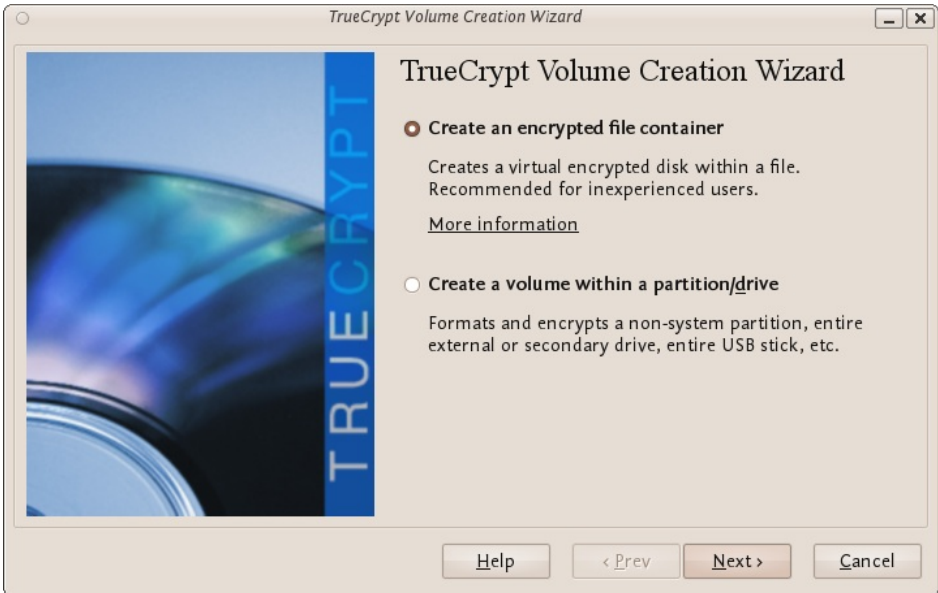 TrueCrypt Volume Creation Wizard
TRUECRYPT
TrueCrypt Volume Creation Wizard
Create an encrypted file container
Creates a virtual encrypted disk within a file.
Recommended for inexperienced users.
More information
Create a volume within a partition/drive
Formats and encrypts a non-system partition, entire
external or secondary drive, entire USB stick, etc.
Help
< Prev
Next >
Cancel